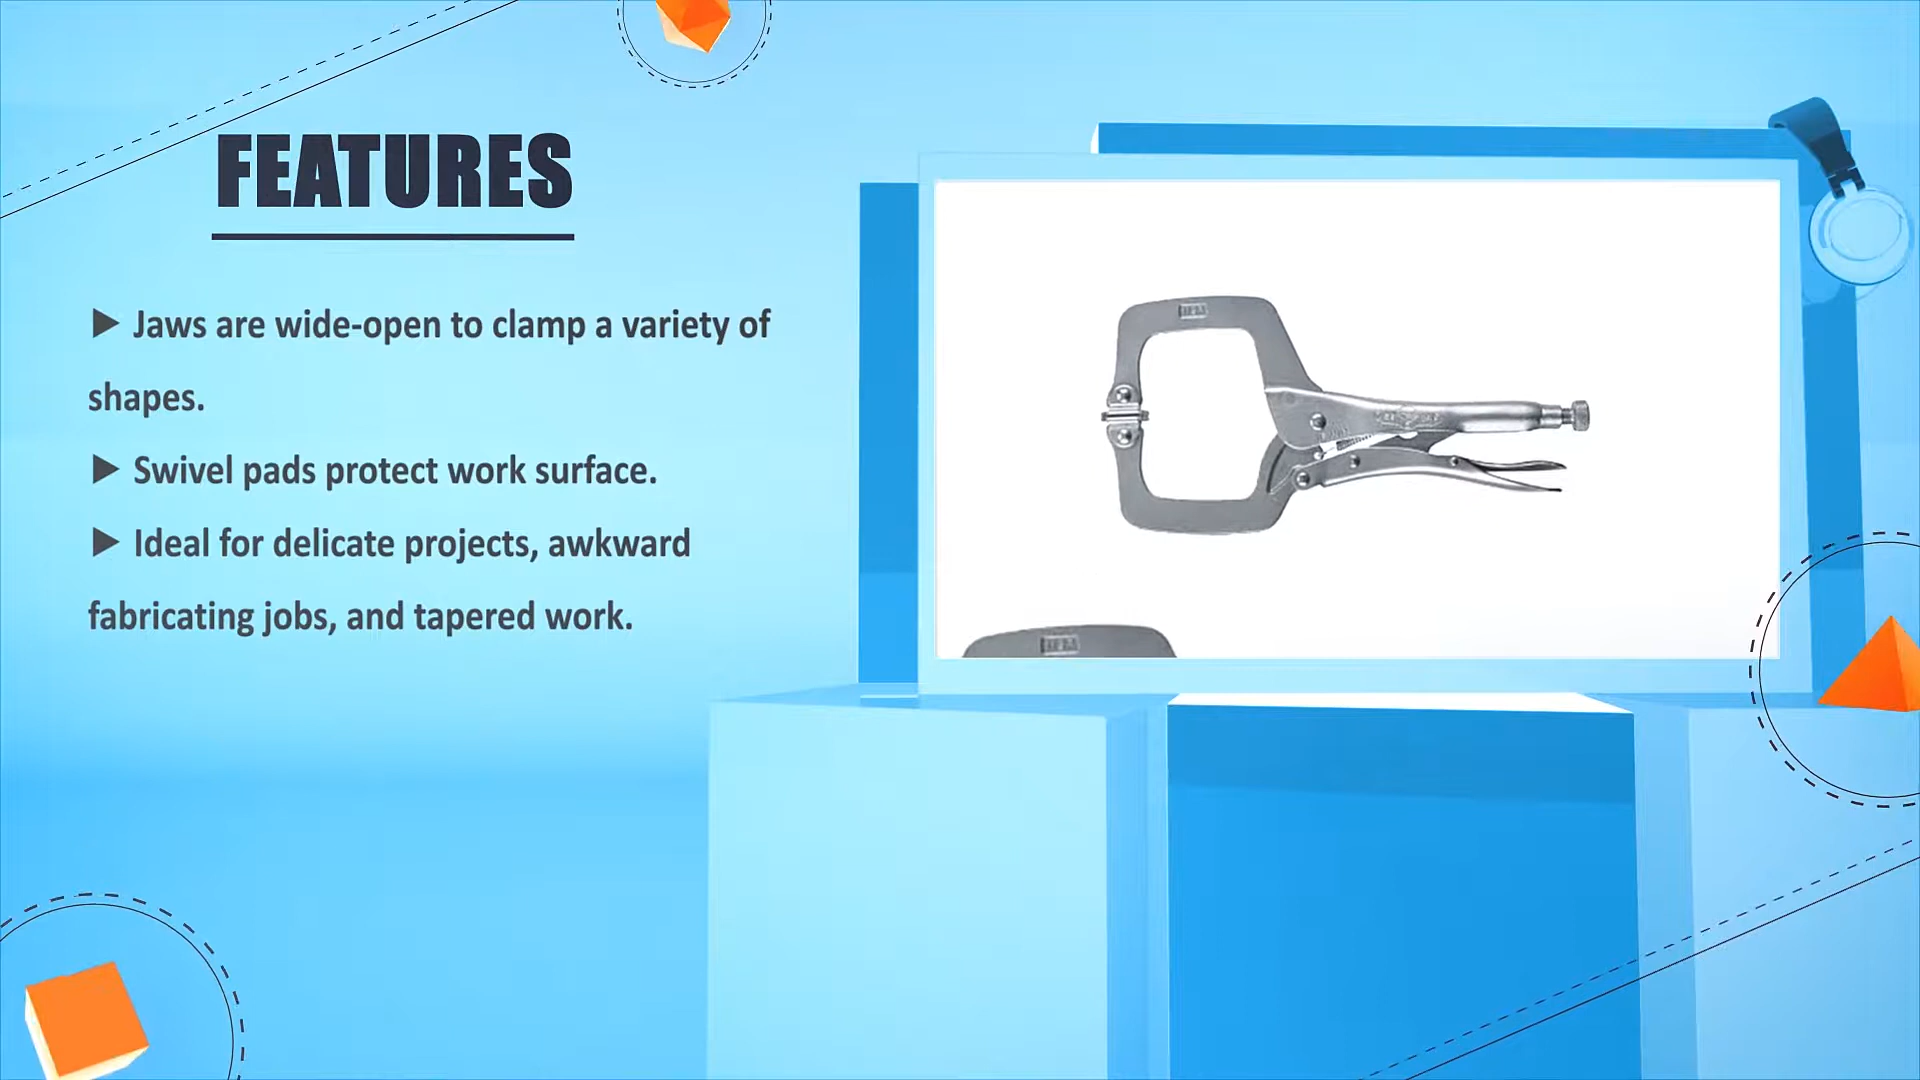 FEATURES
▶ Jaws are wide-open to clamp a variety of
shapes.
▶ Swivel pads protect work surface.
▶ Ideal for delicate projects, awkward
fabricating jobs, and tapered work.